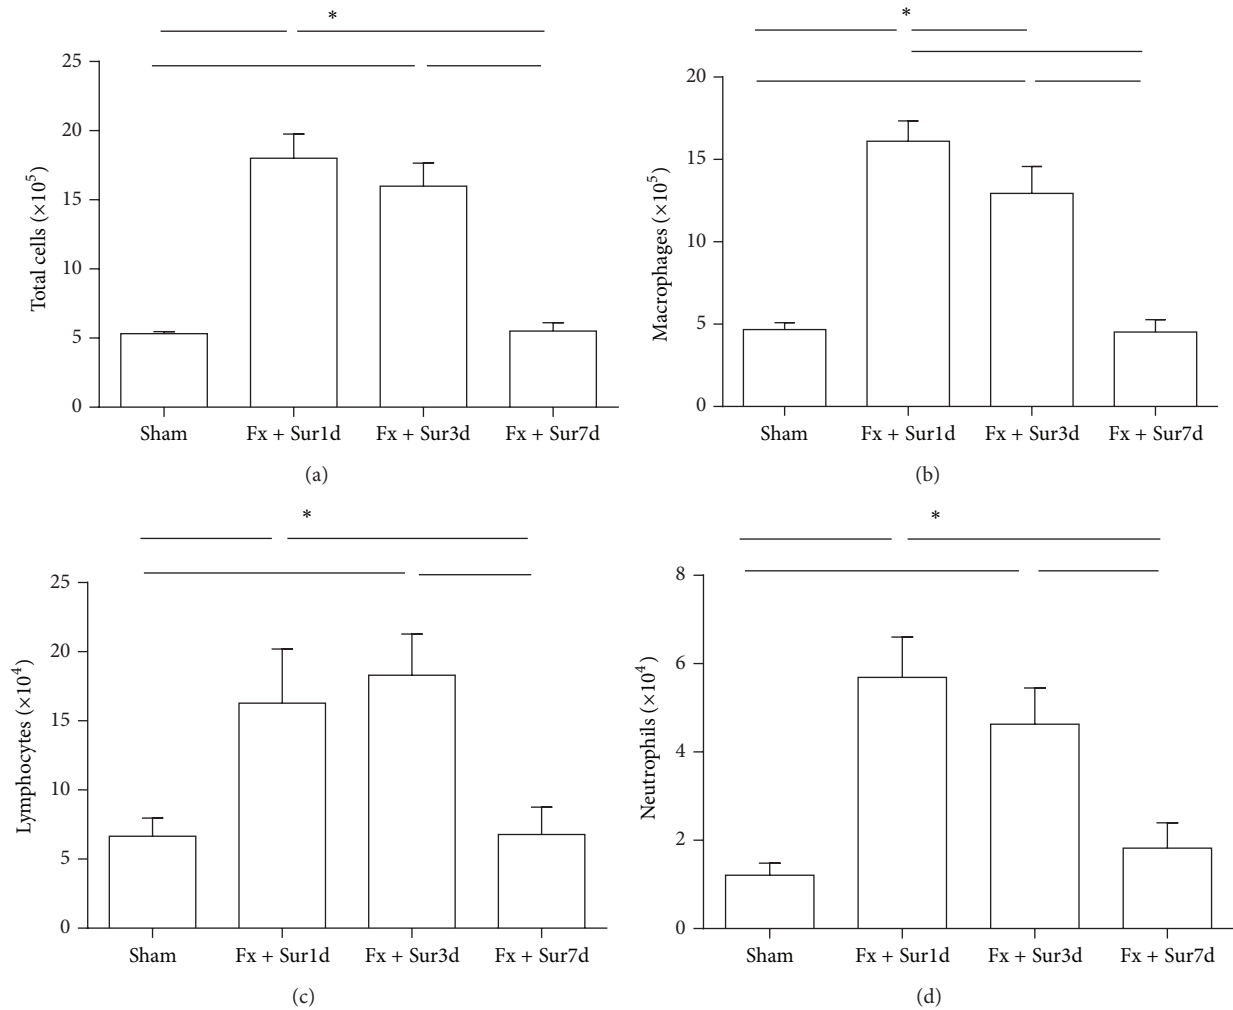 *
25
20
15
10
5
0
Total cells (×10⁵)
Sham Fx + Sur1d Fx + Sur3d Fx + Sur7d
(a)
*
20
15
10
5
0
Macrophages (×10⁵)
Sham Fx + Sur1d Fx + Sur3d Fx + Sur7d
(b)
*
25
20
15
10
5
0
Lymphocytes (×10⁴)
Sham Fx + Sur1d Fx + Sur3d Fx + Sur7d
(c)
*
8
6
4
2
0
Neutrophils (×10⁴)
Sham Fx + Sur1d Fx + Sur3d Fx + Sur7d
(d)